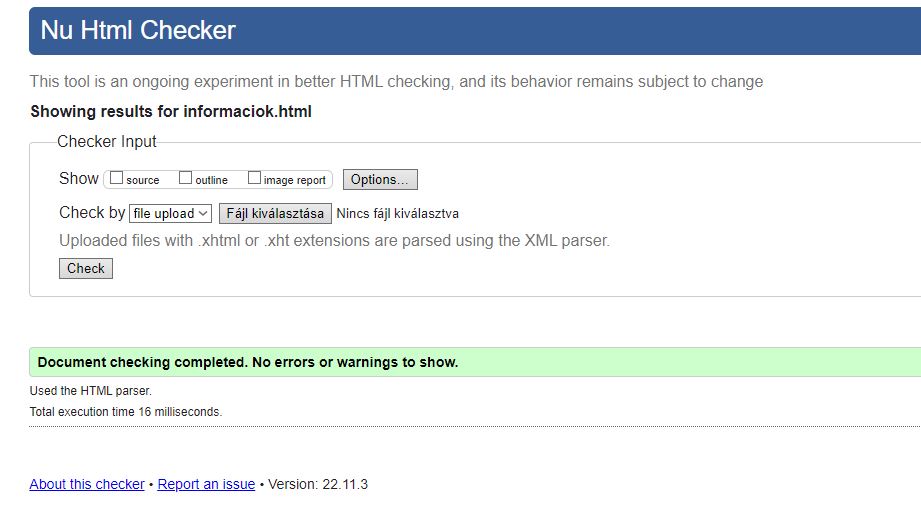 Nu Html Checker
This tool is an ongoing experiment in better HTML checking, and its behavior remains subject to change
Showing results for informaciok.html
Checker Input
Show source outline image report Options...
Check by file upload Fájl kiválasztása Nincs fájl kiválasztva
Uploaded files with .xhtml or .xht extensions are parsed using the XML parser.
Check
Document checking completed. No errors or warnings to show.
Used the HTML parser.
Total execution time 16 milliseconds.
About this checker • Report an issue • Version: 22.11.3